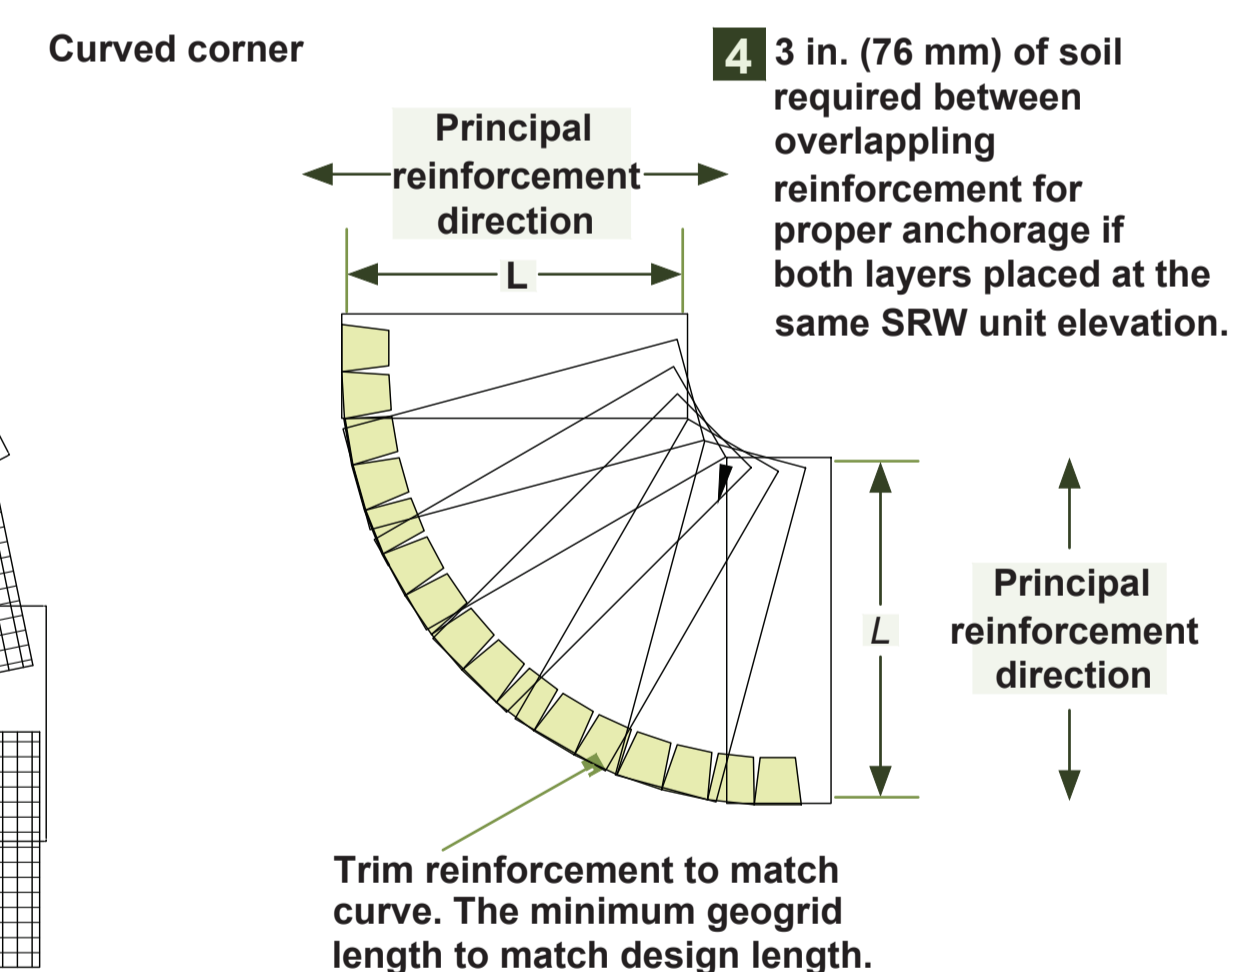 Curved corner
4 3 in. (76 mm) of soil
required between
overlappling
reinforcement for
proper anchorage if
both layers placed at the
same SRW unit elevation.
Principal
reinforcement
direction
L
L
Principal
reinforcement
direction
Trim reinforcement to match
curve. The minimum geogrid
length to match design length.